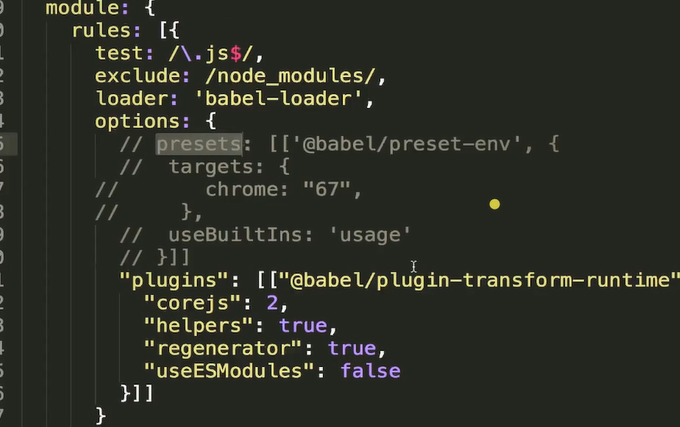 module: {
rules: [{
test: /\.js$/,
exclude: /node_modules/,
loader: 'babel-loader',
options: {
// presets: [['@babel/preset-env', {
// targets: {
// chrome: "67",
// },
// useBuiltIns: 'usage'
// }]]
"plugins": [["@babel/plugin-transform-runtime"
"corejs": 2,
"helpers": true,
"regenerator": true,
"useESModules": false
}]]
}